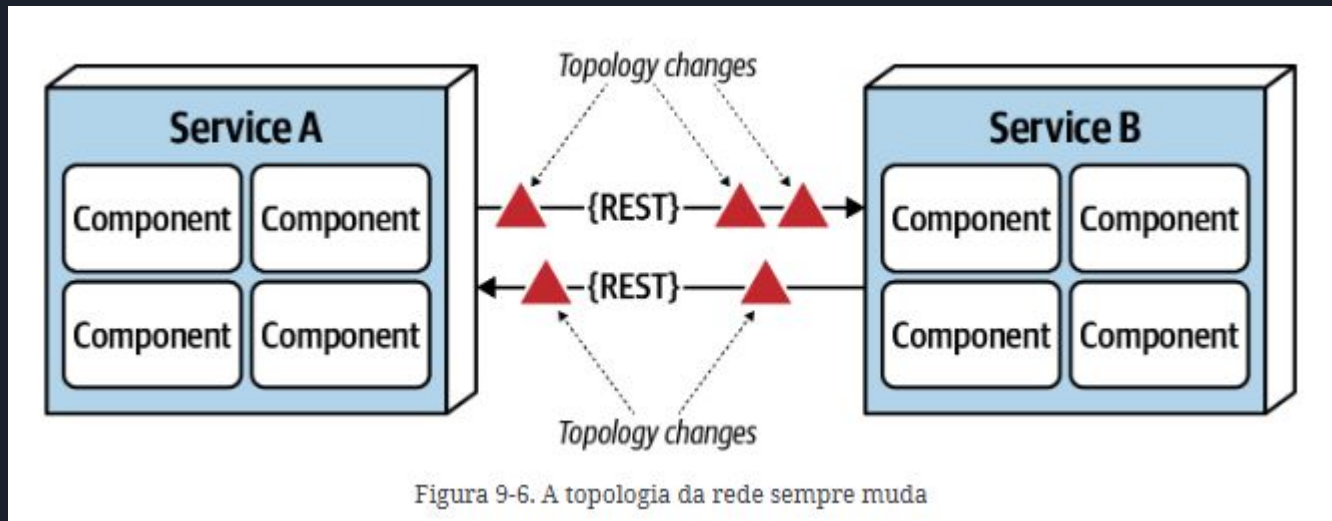 Topology changes
Service A
Service B
Component Component
Component Component
{REST}
{REST}
Component Component
Component Component
Topology changes
Figura 9-6. A topologia da rede sempre muda